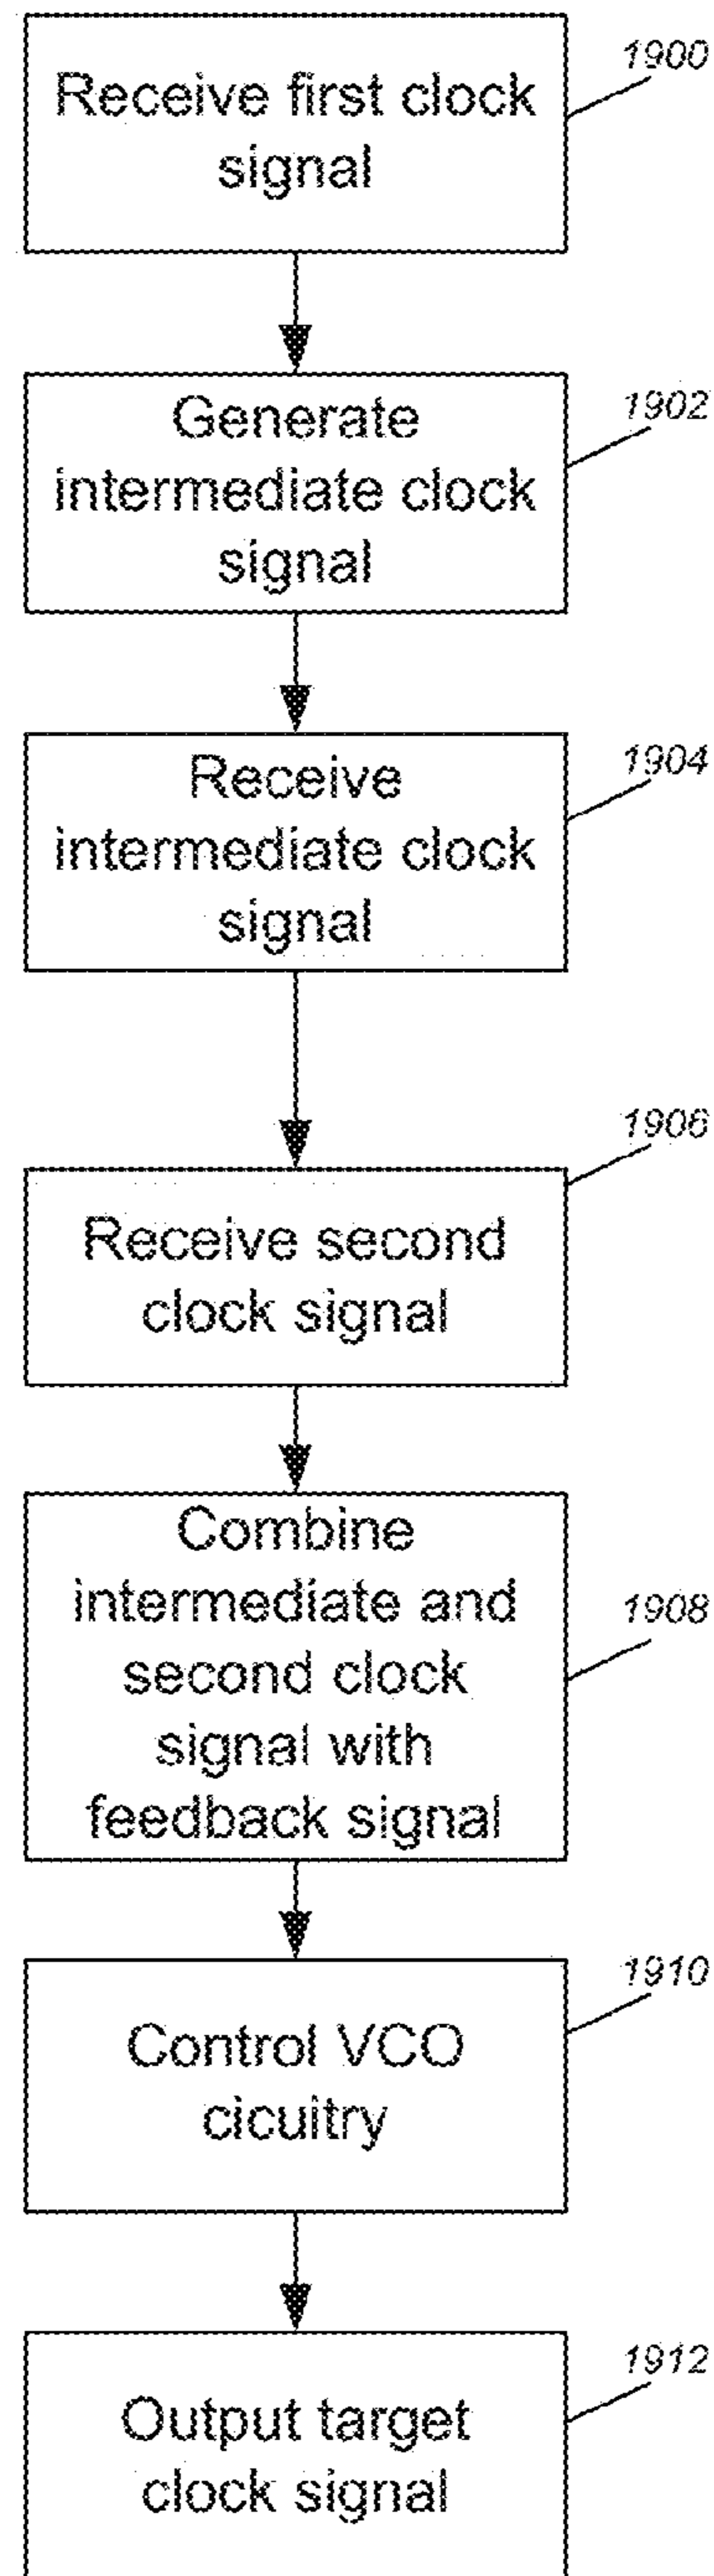 Receive first clock
signal
1900
Generate
intermediate clock
signal
1902
Receive
intermediate clock
signal
1904
Receive second
clock signal
1906
Combine
intermediate and
second clock
signal with
feedback signal
1908
Control VCO
cicuitry
1910
Output target
clock signal
1912